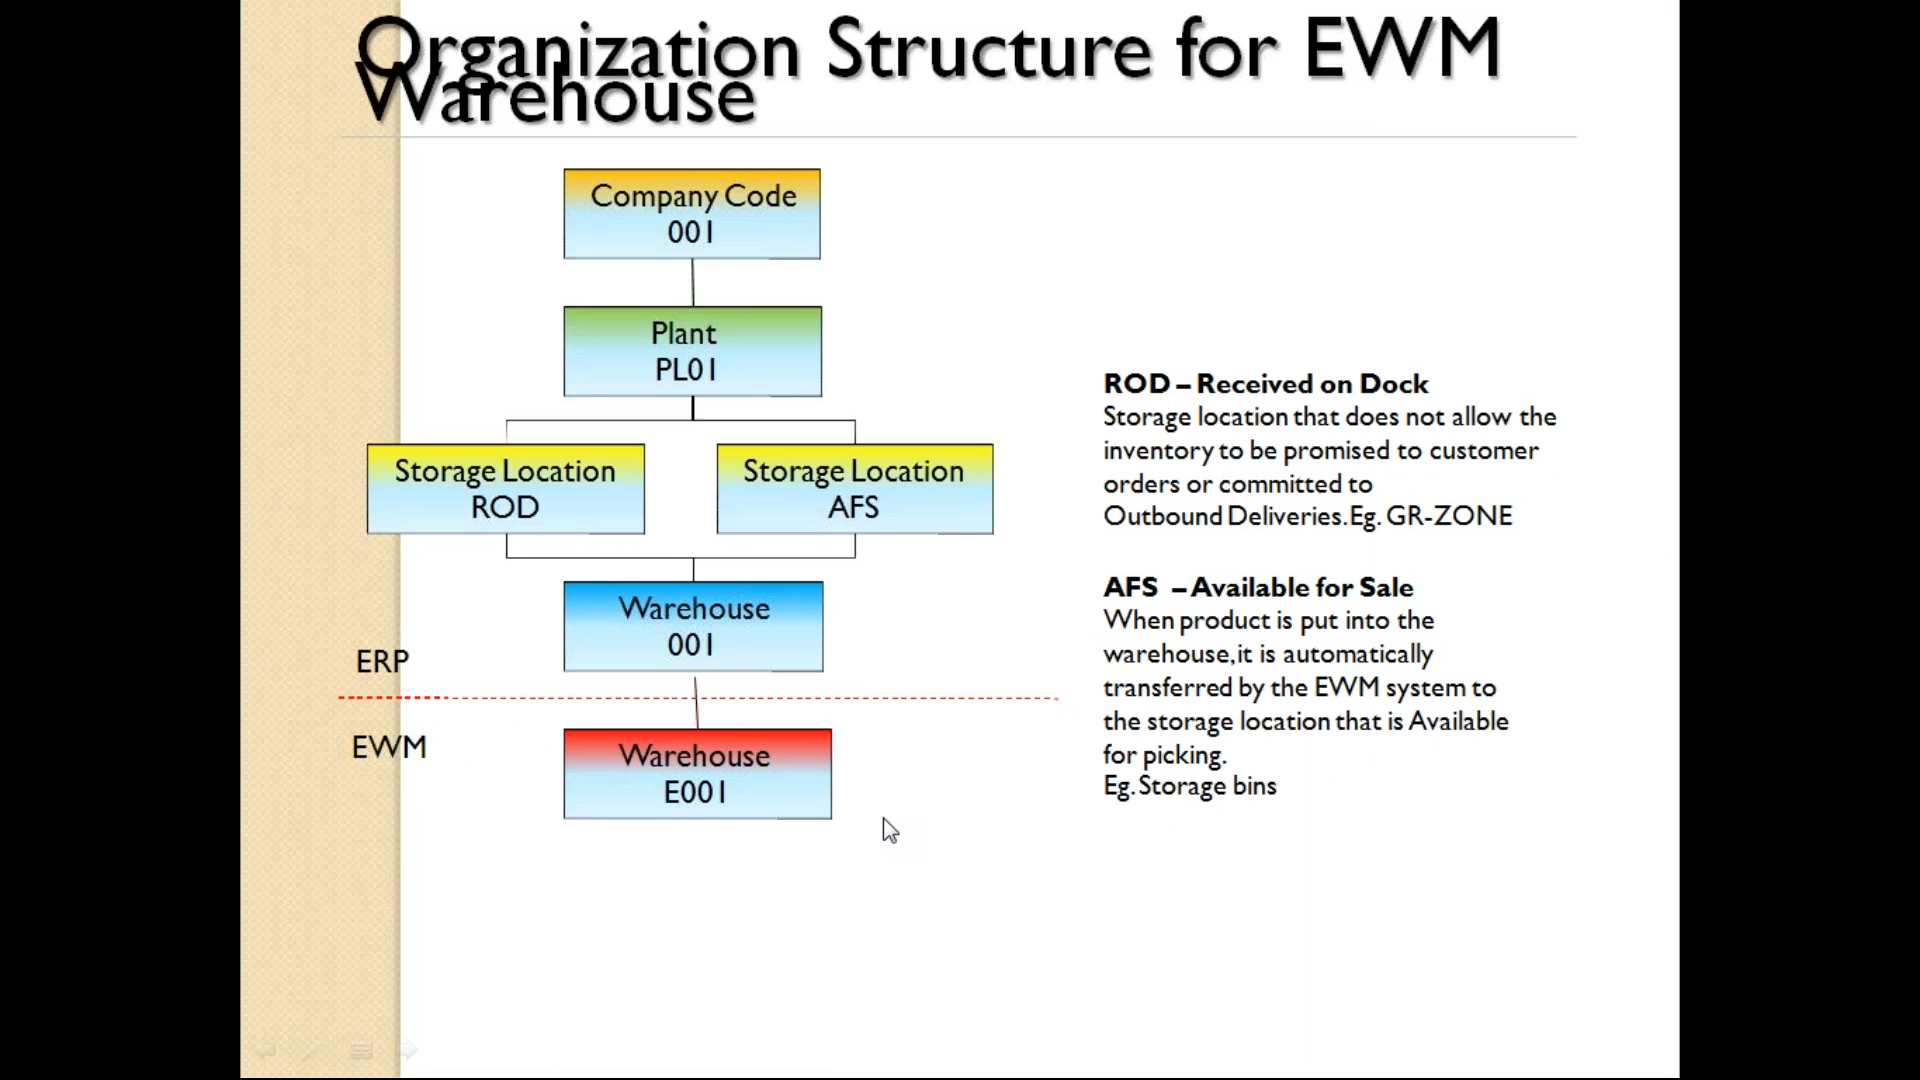 Organization Structure for EWM
Warehouse
Company Code
001
Plant
PL01
Storage Location
ROD
Storage Location
AFS
Warehouse
001
ERP
EWM
Warehouse
E001
ROD – Received on Dock
Storage location that does not allow the
inventory to be promised to customer
orders or committed to
Outbound Deliveries. Eg. GR-ZONE
AFS – Available for Sale
When product is put into the
warehouse, it is automatically
transferred by the EWM system to
the storage location that is Available
for picking.
Eg. Storage bins